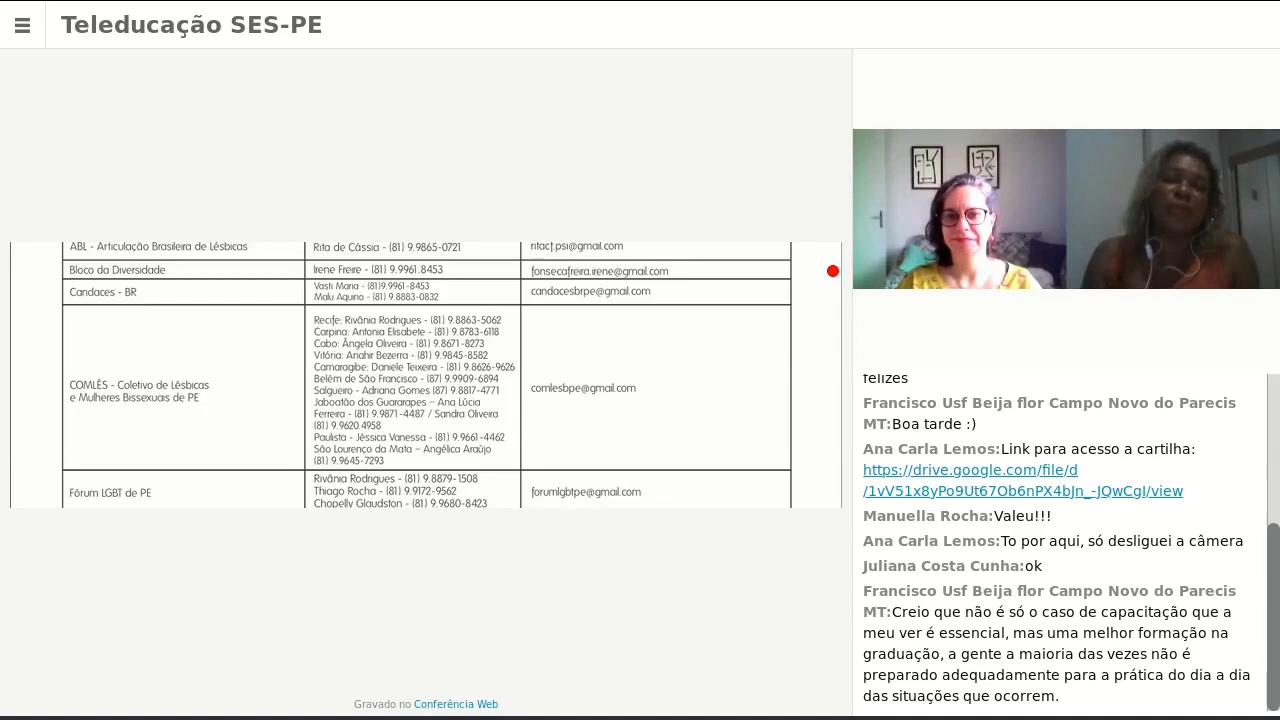 Teleducação SES-PE
ABL - Articulação Brasileira de Lésbicas
Rita de Cássia - (81) 9.9865-0721
ritacf.psi@gmail.com
Bloco da Diversidade
Irene Freire - (81) 9.9961.8453
fonsecafreira.irene@gmail.com
Candaces - BR
Vasti Maria - (81)9.9961-8453
Malu Aquino - (81) 9.8883-0832
candacesbrpe@gmail.com
COMLÉS - Coletivo de Lésbicas
e Mulheres Bissexuais de PE
Recife: Rivânia Rodrigues - (81) 9.8863-5062
Carpina: Antonia Elisabete - (81) 9.8783-6118
Cabo: Ângela Oliveira - (81) 9.8671-8273
Vitória: Anahir Bezerra - (81) 9.9845-8582
Camaragibe: Daniele Teixeira - (81) 9.8626-9626
Belém de São Francisco - (87) 9.9909-6894
Salgueiro - Adriana Gomes (87) 9.8817-4771
Jaboatão dos Guararapes – Ana Lúcia
Ferreira - (81) 9.9871-4487 / Sandra Oliveira
(81) 9.9620.4958
Paulista - Jéssica Vanessa - (81) 9.9661-4462
São Lourenço da Mata – Angélica Araújo
(81) 9.9645-7293
comlesbpe@gmail.com
Fórum LGBT de PE
Rivânia Rodrigues - (81) 9.8879-1508
Thiago Rocha - (81) 9.9172-9562
Chopelly Glaudston - (81) 9.9680-8423
forumlgbtpe@gmail.com
Gravado no Conferência Web
felizes
Francisco Usf Beija flor Campo Novo do Parecis
MT:Boa tarde :)
Ana Carla Lemos:Link para acesso a cartilha:
https://drive.google.com/file/d
/1vV51x8yPo9Ut67Ob6nPX4bJn_-JQwCgI/view
Manuella Rocha:Valeu!!!
Ana Carla Lemos:To por aqui, só desliguei a câmera
Juliana Costa Cunha:ok
Francisco Usf Beija flor Campo Novo do Parecis
MT:Creio que não é só o caso de capacitação que a
meu ver é essencial, mas uma melhor formação na
graduação, a gente a maioria das vezes não é
preparado adequadamente para a prática do dia a dia
das situações que ocorrem.